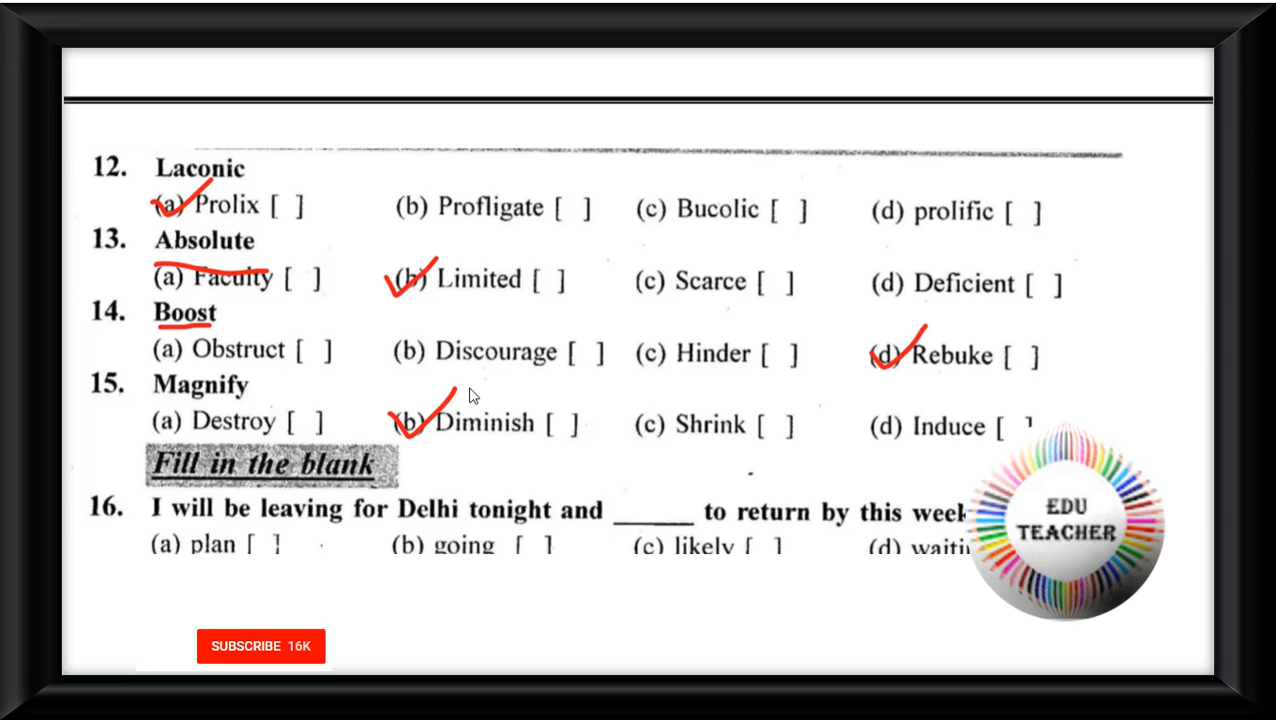 12. Laconic
(a) Prolix [ ] (b) Profligate [ ] (c) Bucolic [ ] (d) prolific [ ]
13. Absolute
(a) Faculty [ ] (b) Limited [ ] (c) Scarce [ ] (d) Deficient [ ]
14. Boost
(a) Obstruct [ ] (b) Discourage [ ] (c) Hinder [ ] (d) Rebuke [ ]
15. Magnify
(a) Destroy [ ] (b) Diminish [ ] (c) Shrink [ ] (d) Induce [ ]
Fill in the blank
16. I will be leaving for Delhi tonight and ______ to return by this week
(a) plan [ ] (b) going [ ] (c) likely [ ] (d)
EDU
TEACHER
SUBSCRIBE 16K